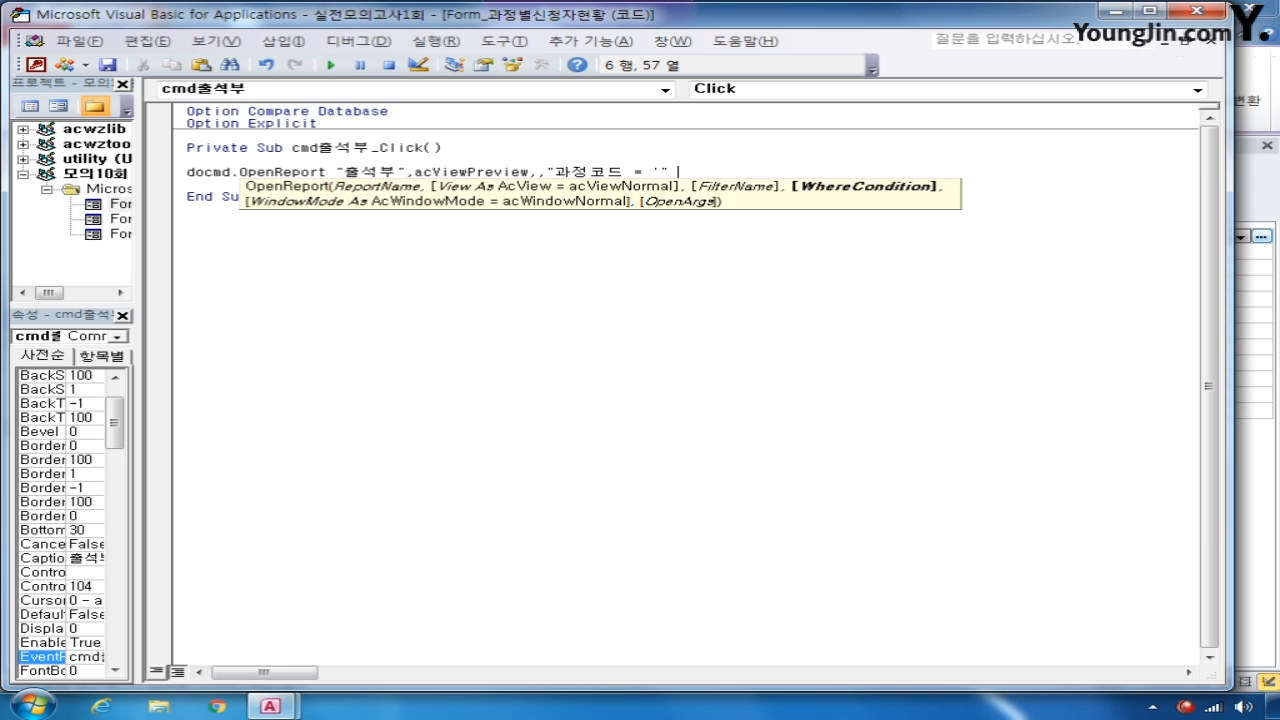 Microsoft Visual Basic for Applications - 실전모의고사1회 - [Form_과정별신청자현황 (코드)]
YoungJin.com Y.
파일(F) 편집(E) 보기(V) 삽입(I) 디버그(D) 실행(R) 도구(T) 추가 기능(A) 창(W) 도움말(H) 질문을 입력하십시오.
6 행, 57 열
프로젝트 - 모의
cmd출석부 Click
변환
Option Compare Database
Option Explicit
acwzlib
acwztoo
utility (U
모의10회
Micros
For
For
For
Private Sub cmd출석부_Click()
docmd.OpenReport "출석부",acViewPreview,,"과정코드 = '" 
OpenReport(ReportName, [View As AcView = acViewNormal], [FilterName], [WhereCondition],
[WindowMode As AcWindowMode = acWindowNormal], [OpenArgs])
End Su
속성 - cmd출석
cmd출 Comr
사전순 항목별
BackS 100
BackS 1
BackT -1
BackT 100
Bevel 0
Border 0
Border 100
Border 1
Border -1
Border 100
Border 0
Bottom 30
Cance False
Captio 출석부
Contro
Contro 104
Cursor 0 - a
Defaul False
Displa 0
Enable True
EventP cmd출
FontBo 0